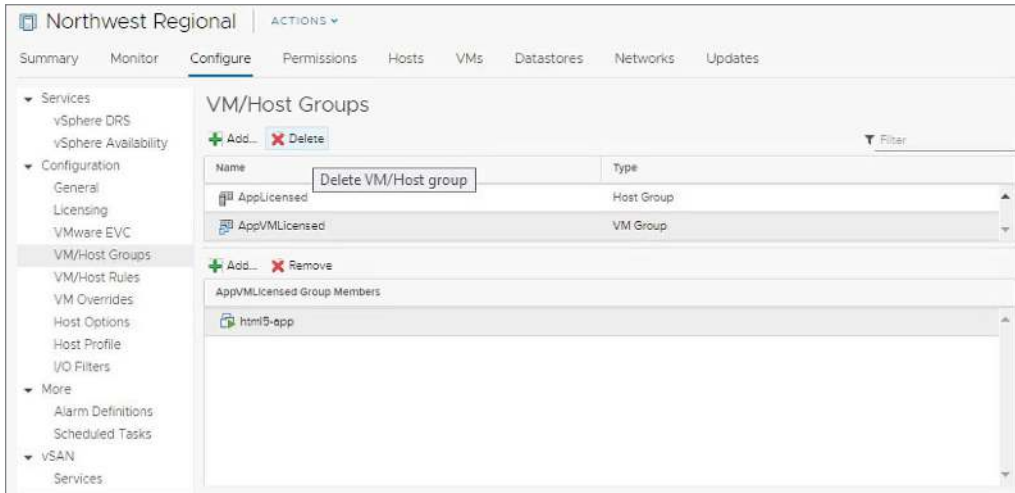 Northwest Regional ACTIONS
Summary Monitor Configure Permissions Hosts VMs Datastores Networks Updates
Services
vSphere DRS
vSphere Availability
Configuration
General
Licensing
VMware EVC
VM/Host Groups
VM/Host Rules
VM Overrides
Host Options
Host Profile
I/O Filters
More
Alarm Definitions
Scheduled Tasks
vSAN
Services
VM/Host Groups
Add... Delete Filter
Name Type
Delete VM/Host group
AppLicensed Host Group
AppVMLicensed VM Group
Add... Remove
AppVMLicensed Group Members
html5-app